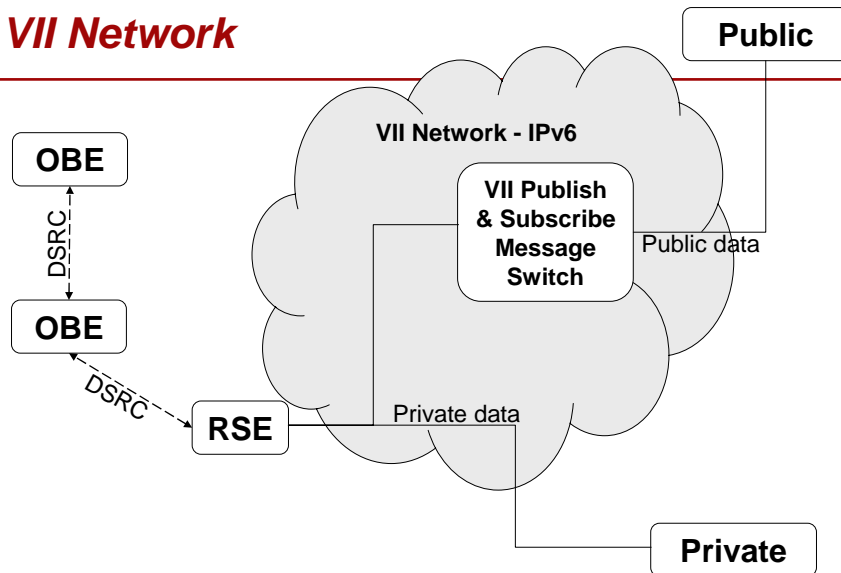 VII Network
Public
VII Network - IPv6
OBE
VII Publish
& Subscribe
Message
Switch
DSRC
Public data
OBE
DSRC
RSE
Private data
Private